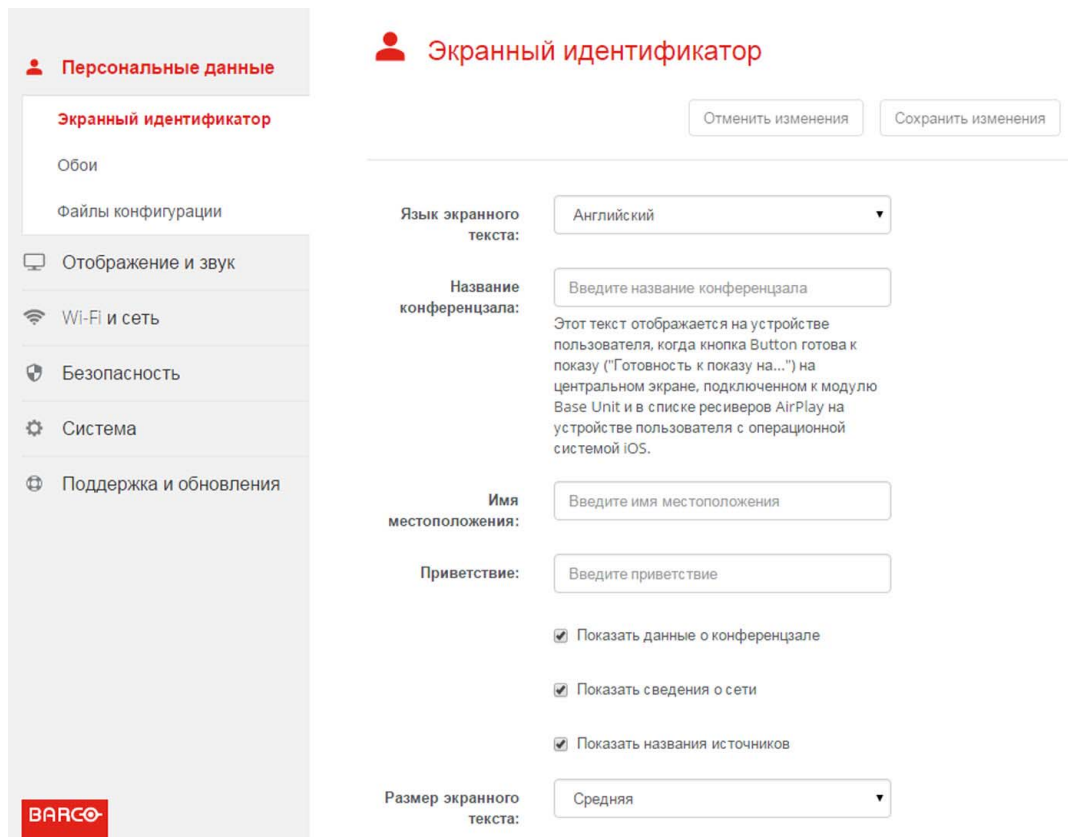 Персональные данные
Экранный идентификатор
Обои
Файлы конфигурации
Отображение и звук
Wi-Fi и сеть
Безопасность
Система
Поддержка и обновления
BARCO
Экранный идентификатор
Отменить изменения
Сохранить изменения
Язык экранного
текста:
Английский
Название
конференцзала:
Введите название конференцзала
Этот текст отображается на устройстве
пользователя, когда кнопка Button готова к
показу ("Готовность к показу на...") на
центральном экране, подключенном к модулю
Base Unit и в списке ресиверов AirPlay на
устройстве пользователя с операционной
системой iOS.
Имя
местоположения:
Введите имя местоположения
Приветствие:
Введите приветствие
Показать данные о конференцзале
Показать сведения о сети
Показать названия источников
Размер экранного
текста:
Средняя